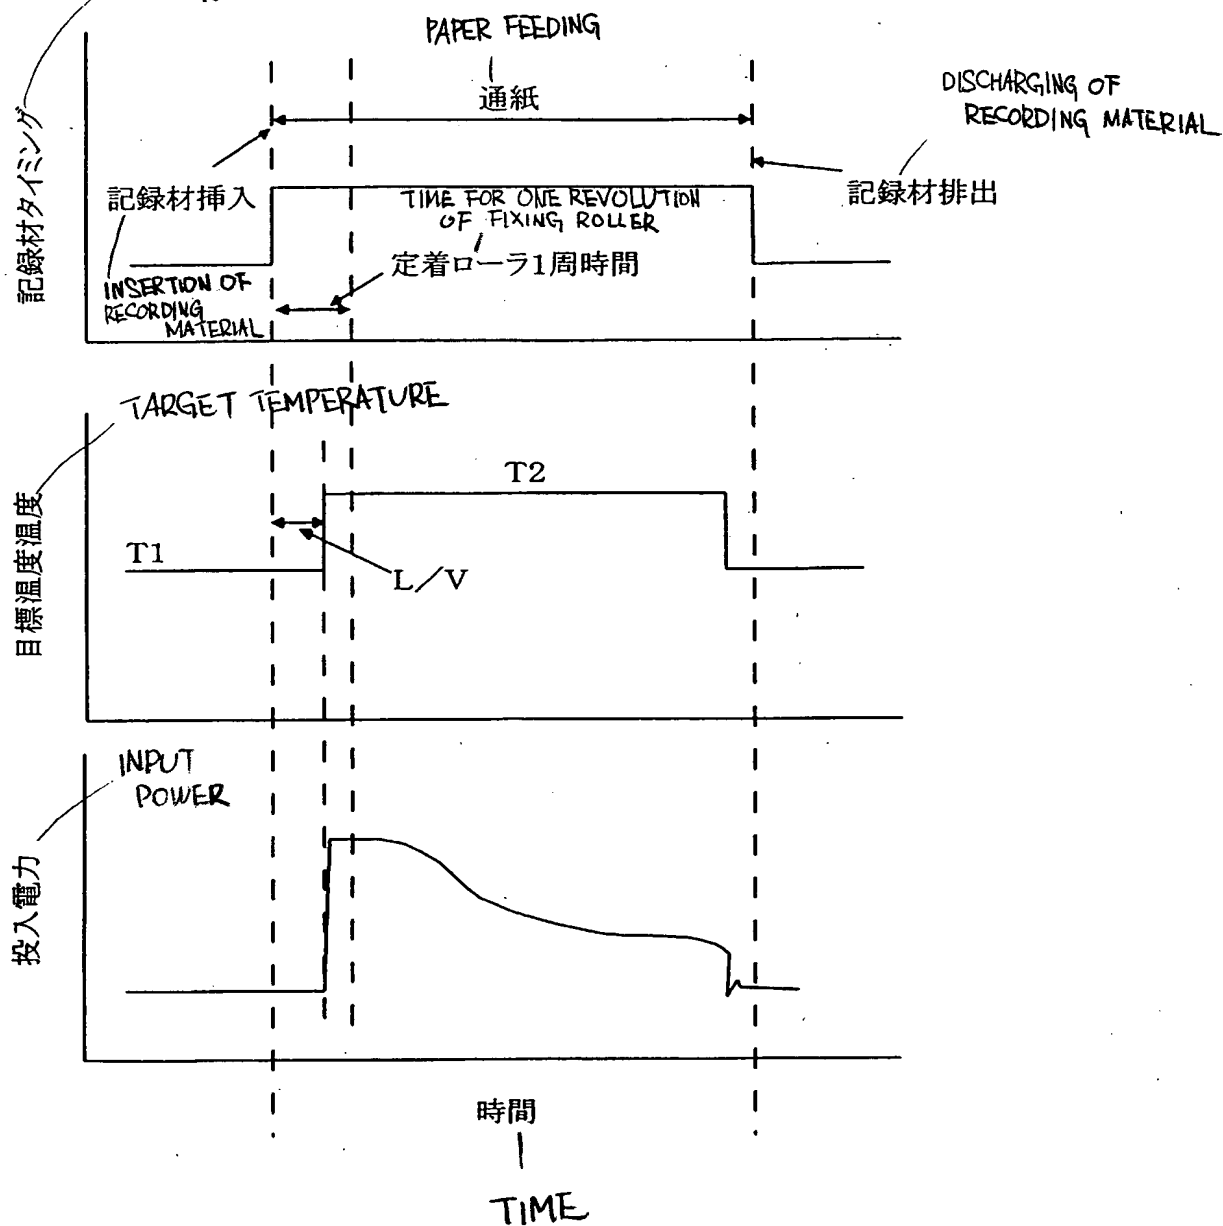 PAPER FEEDING
通紙
DISCHARGING OF
RECORDING MATERIAL
記録材タイミング
記録材挿入
記録材排出
TIME FOR ONE REVOLUTION
OF FIXING ROLLER
定着ローラ1周時間
INSERTION OF
RECORDING
MATERIAL
TARGET TEMPERATURE
目標温度温度
T2
T1
L/V
INPUT
POWER
投入電力
時間
TIME